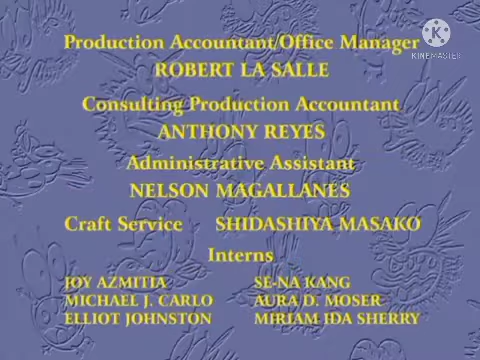 Production Accountant/Office Manager
ROBERT LA SALLE
Consulting Production Accountant
ANTHONY REYES
Administrative Assistant
NELSON MAGALLANES
Craft Service SHIDASHIYA MASAKO
Interns
JOY AZMITIA SE-NA KANG
MICHAEL J. CARLO AURA D. MOSER
ELLIOT JOHNSTON MIRIAM IDA SHERRY
K
KINEMASTER